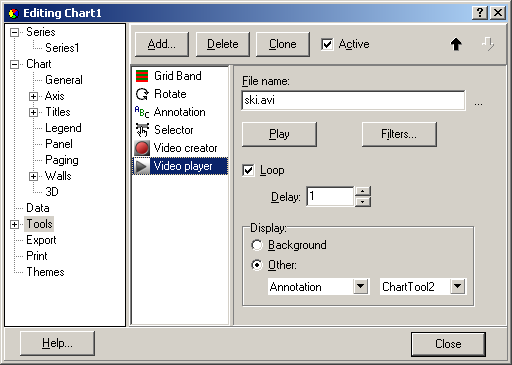 Editing Chart1
Series
Series1
Chart
General
Axis
Titles
Legend
Panel
Paging
Walls
3D
Data
Tools
Export
Print
Themes
Add... Delete Clone Active
Grid Band
Rotate
ABC Annotation
Selector
Video creator
Video player
File name:
ski.avi ...
Play Filters...
Loop
Delay: 1
Display:
Background
Other:
Annotation ChartTool2
Help... Close